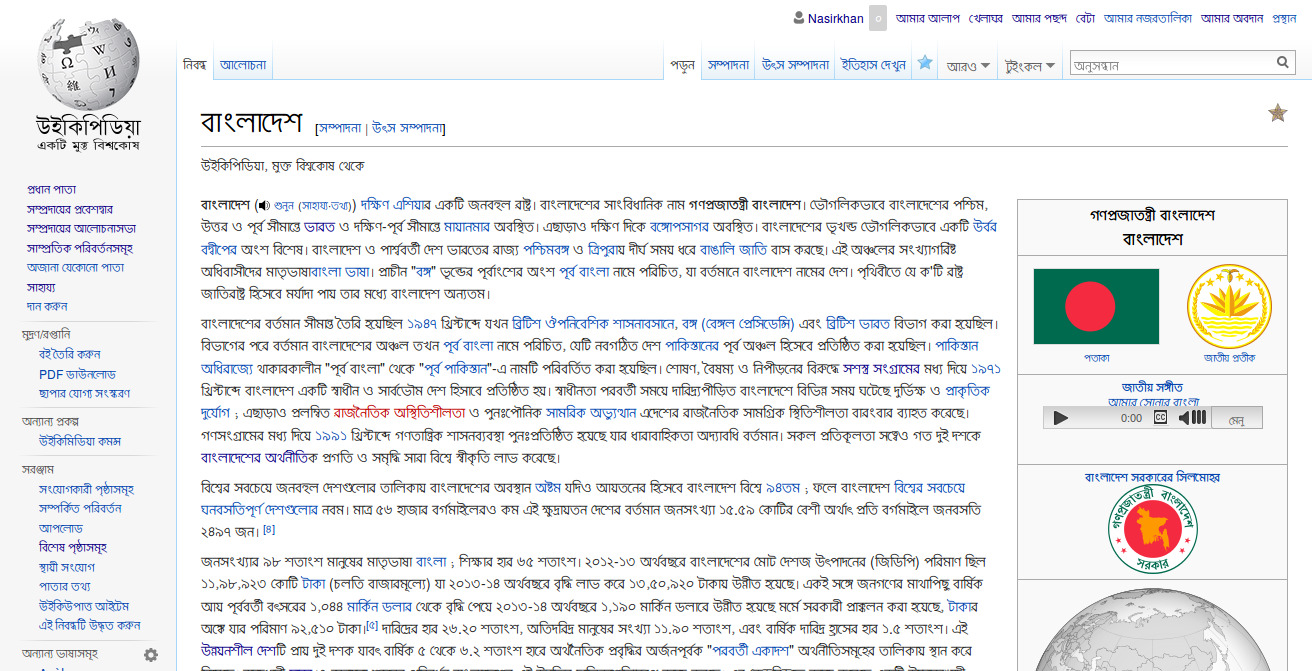 Nasirkhan ০ আমার আলাপ খেলাঘর আমার পছন্দ বেটা আমার নজরতালিকা আমার অবদান প্রস্থান
নিবন্ধ আলোচনা পড়ুন সম্পাদনা উৎস সম্পাদনা ইতিহাস দেখুন আরও টুইংকল অনুসন্ধান
উইকিপিডিয়া
একটি মুক্ত বিশ্বকোষ
প্রধান পাতা
সম্প্রদায়ের প্রবেশদ্বার
সম্প্রদায়ের আলোচনাসভা
সাম্প্রতিক পরিবর্তনসমূহ
অজানা যেকোনো পাতা
সাহায্য
দান করুন
মুদ্রণ/রপ্তানি
বই তৈরি করুন
PDF ডাউনলোড
ছাপার যোগ্য সংস্করণ
অন্যান্য প্রকল্প
উইকিমিডিয়া কমন্স
সরঞ্জাম
সংযোগকারী পৃষ্ঠাসমূহ
সম্পর্কিত পরিবর্তন
আপলোড
বিশেষ পৃষ্ঠাসমূহ
স্থায়ী সংযোগ
পাতার তথ্য
উইকিউপাত্ত আইটেম
এই নিবন্ধটি উদ্ধৃত করুন
অন্যান্য ভাষাসমূহ
বাংলাদেশ [সম্পাদনা | উৎস সম্পাদনা]
উইকিপিডিয়া, মুক্ত বিশ্বকোষ থেকে
বাংলাদেশ (শুনুন (সাহায্য·তথ্য)) দক্ষিণ এশিয়ার একটি জনবহুল রাষ্ট্র। বাংলাদেশের সাংবিধানিক নাম গণপ্রজাতন্ত্রী বাংলাদেশ। ভৌগলিকভাবে বাংলাদেশের পশ্চিম,
উত্তর ও পূর্ব সীমান্তে ভারত ও দক্ষিণ-পূর্ব সীমান্তে মায়ানমার অবস্থিত। এছাড়াও দক্ষিণ দিকে বঙ্গোপসাগর অবস্থিত। বাংলাদেশের ভূখন্ড ভৌগলিকভাবে একটি উর্বর
বদ্বীপের অংশ বিশেষ। বাংলাদেশ ও পার্শ্ববর্তী দেশ ভারতের রাজ্য পশ্চিমবঙ্গ ও ত্রিপুরায় দীর্ঘ সময় ধরে বাঙালি জাতি বাস করছে। এই অঞ্চলের সংখ্যাগরিষ্ট
অধিবাসীদের মাতৃভাষাবাংলা ভাষা। প্রাচীন "বঙ্গ" ভূখন্ডের পূর্বাংশের অংশ পূর্ব বাংলা নামে পরিচিত, যা বর্তমানে বাংলাদেশ নামের দেশ। পৃথিবীতে যে ক'টি রাষ্ট্র
জাতিরাষ্ট্র হিসেবে মর্যাদা পায় তার মধ্যে বাংলাদেশ অন্যতম।
বাংলাদেশের বর্তমান সীমান্ত তৈরি হয়েছিল ১৯৪৭ খ্রিস্টাব্দে যখন ব্রিটিশ ঔপনিবেশিক শাসনাবসানে, বঙ্গ (বেঙ্গল প্রেসিডেন্সি) এবং ব্রিটিশ ভারত বিভাগ করা হয়েছিল।
বিভাগের পরে বর্তমান বাংলাদেশের অঞ্চল তখন পূর্ব বাংলা নামে পরিচিত, যেটি নবগঠিত দেশ পাকিস্তানের পূর্ব অঞ্চল হিসেবে প্রতিষ্ঠিত করা হয়েছিল। পাকিস্তান
অধিরাজ্যে থাকাকালীন "পূর্ব বাংলা" থেকে "পূর্ব পাকিস্তান"-এ নামটি পরিবর্তিত করা হয়েছিল। শোষণ, বৈষম্য ও নিপীড়নের বিরুদ্ধে সশস্ত্র সংগ্রামের মধ্য দিয়ে ১৯৭১
খ্রিষ্টাব্দে বাংলাদেশ একটি স্বাধীন ও সার্বভৌম দেশ হিসাবে প্রতিষ্ঠিত হয়। স্বাধীনতা পরবর্তী সময়ে দারিদ্র্যপীড়িত বাংলাদেশে বিভিন্ন সময় ঘটেছে দুর্ভিক্ষ ও প্রাকৃতিক
দুর্যোগ ; এছাড়াও প্রলম্বিত রাজনৈতিক অস্থিতিশীলতা ও পুনঃপৌনিক সামরিক অভ্যুত্থান এদেশের রাজনৈতিক সামগ্রিক স্থিতিশীলতা বারংবার ব্যাহত করেছে।
গণসংগ্রামের মধ্য দিয়ে ১৯৯১ খ্রিষ্টাব্দে গণতান্ত্রিক শাসনব্যবস্থা পুনঃপ্রতিষ্ঠিত হয়েছে যার ধারাবাহিকতা অদ্যাবধি বর্তমান। সকল প্রতিকূলতা সত্ত্বেও গত দুই দশকে
বাংলাদেশের অর্থনীতিক প্রগতি ও সমৃদ্ধি সারা বিশ্বে স্বীকৃতি লাভ করেছে।
বিশ্বের সবচেয়ে জনবহুল দেশগুলোর তালিকায় বাংলাদেশের অবস্থান অষ্টম যদিও আয়তনের হিসেবে বাংলাদেশ বিশ্বে ৯৪তম ; ফলে বাংলাদেশ বিশ্বের সবচেয়ে
ঘনবসতিপূর্ণ দেশগুলোর নবম। মাত্র ৫৬ হাজার বর্গমাইলেরও কম এই ক্ষুদ্রায়তন দেশের বর্তমান জনসংখ্যা ১৫.৫৯ কোটির বেশী অর্থাৎ প্রতি বর্গমাইলে জনবসতি
২৪৯৭ জন। [৪]
জনসংখ্যার ৯৮ শতাংশ মানুষের মাতৃভাষা বাংলা ; শিক্ষার হার ৬৫ শতাংশ। ২০১২-১৩ অর্থবছরে বাংলাদেশের মোট দেশজ উৎপাদনের (জিডিপি) পরিমাণ ছিল
১১,৯৮,৯২৩ কোটি টাকা (চলতি বাজারমূল্যে) যা ২০১৩-১৪ অর্থবছরে বৃদ্ধি লাভ করে ১৩,৫০,৯২০ টাকায় উন্নীত হয়েছে। একই সঙ্গে জনগণের মাথাপিছু বার্ষিক
আয় পূর্ববর্তী বৎসরের ১,০৪৪ মার্কিন ডলার থেকে বৃদ্ধি পেয়ে ২০১৩-১৪ অর্থবছরে ১,১৯০ মার্কিন ডলারে উন্নীত হয়েছে মর্মে সরকারী প্রাক্কলন করা হয়েছে, টাকার
অঙ্কে যার পরিমাণ ৯২,৫১০ টাকা।[৫] দারিদ্রের হার ২৬.২০ শতাংশ, অতিদরিদ্র মানুষের সংখ্যা ১১.৯০ শতাংশ, এবং বার্ষিক দারিদ্র হ্রাসের হার ১.৫ শতাংশ। এই
উন্নয়নশীল দেশটি প্রায় দুই দশক যাবৎ বার্ষিক ৫ থেকে ৬.২ শতাংশ হারে অর্থনৈতিক প্রবৃদ্ধির অর্জনপূর্বক "পরবর্তী একাদশ" অর্থনীতিসমূহের তালিকায় স্থান করে
গণপ্রজাতন্ত্রী বাংলাদেশ
বাংলাদেশ
পতাকা জাতীয় প্রতীক
জাতীয় সঙ্গীত
আমার সোনার বাংলা
0:00 CC মেনু
বাংলাদেশ সরকারের সিলমোহর
গণপ্রজাতন্ত্রী বাংলাদেশ
সরকার